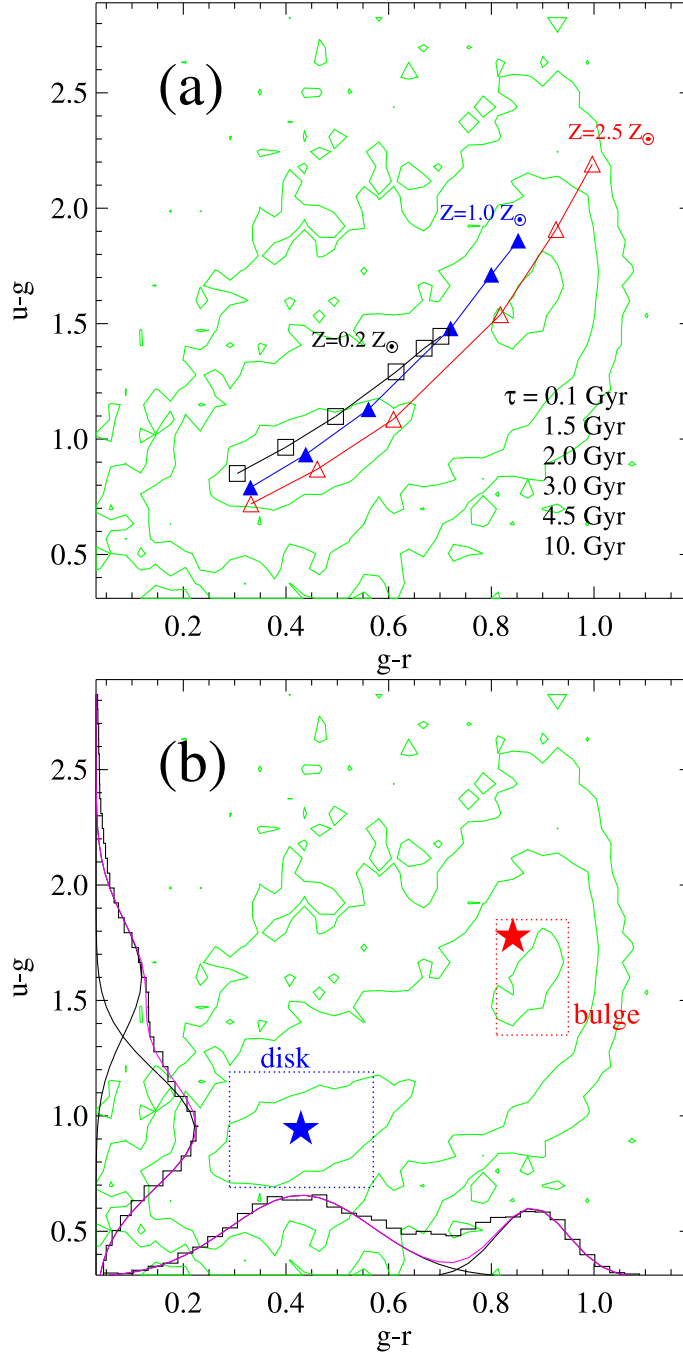 (a)
Z=2.5 Z⊙
Z=1.0 Z⊙
Z=0.2 Z⊙
τ = 0.1 Gyr
1.5 Gyr
2.0 Gyr
3.0 Gyr
4.5 Gyr
10. Gyr
2.5
2.0
1.5
1.0
0.5
u-g
0.2 0.4 0.6 0.8 1.0
g-r
(b)
bulge
disk
2.5
2.0
1.5
1.0
0.5
u-g
0.2 0.4 0.6 0.8 1.0
g-r